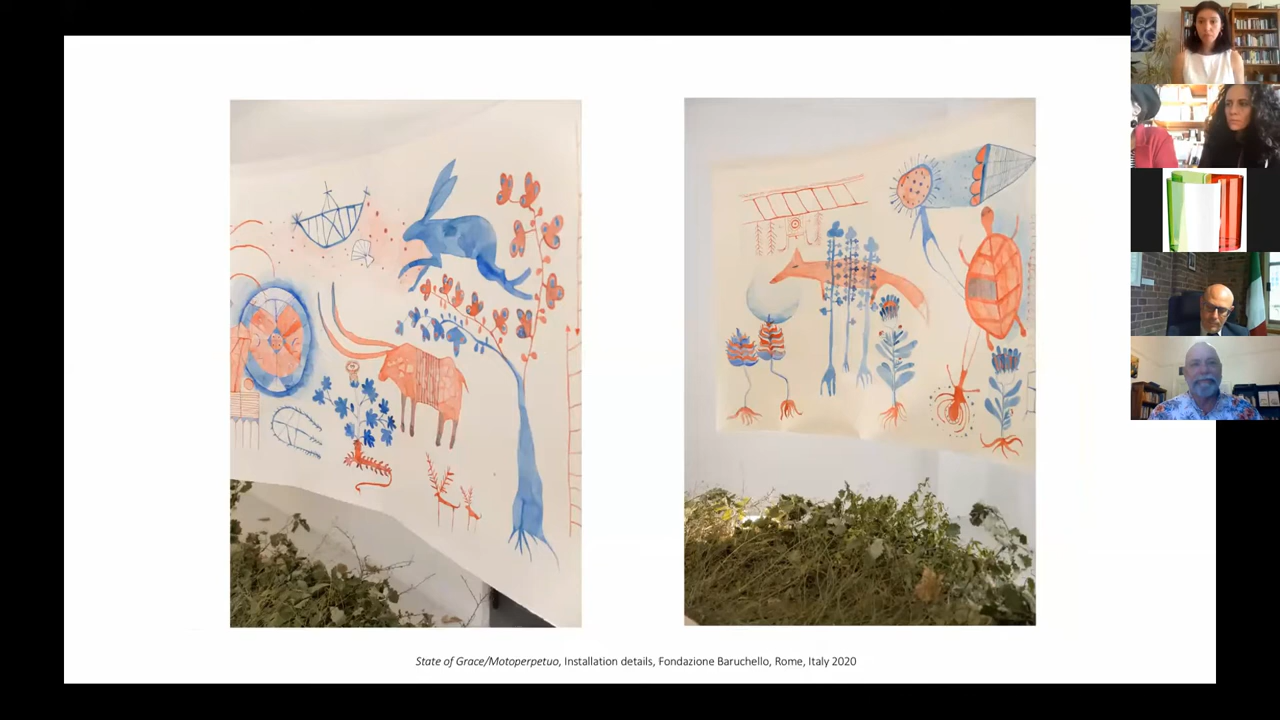 State of Grace/Motoperpetuo, Installation details, Fondazione Baruchello, Rome, Italy 2020